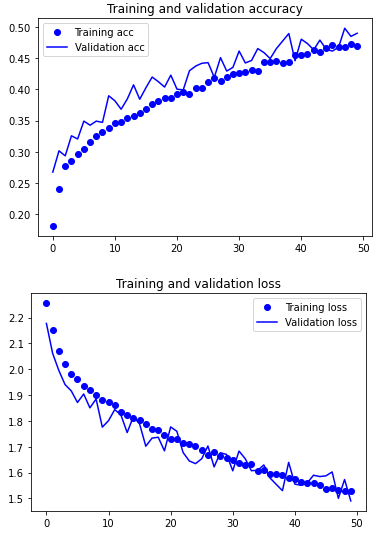 Training and validation accuracy
Training acc
Validation acc
0.50
0.45
0.40
0.35
0.30
0.25
0.20
0 10 20 30 40 50
Training and validation loss
Training loss
Validation loss
2.2
2.1
2.0
1.9
1.8
1.7
1.6
1.5
0 10 20 30 40 50